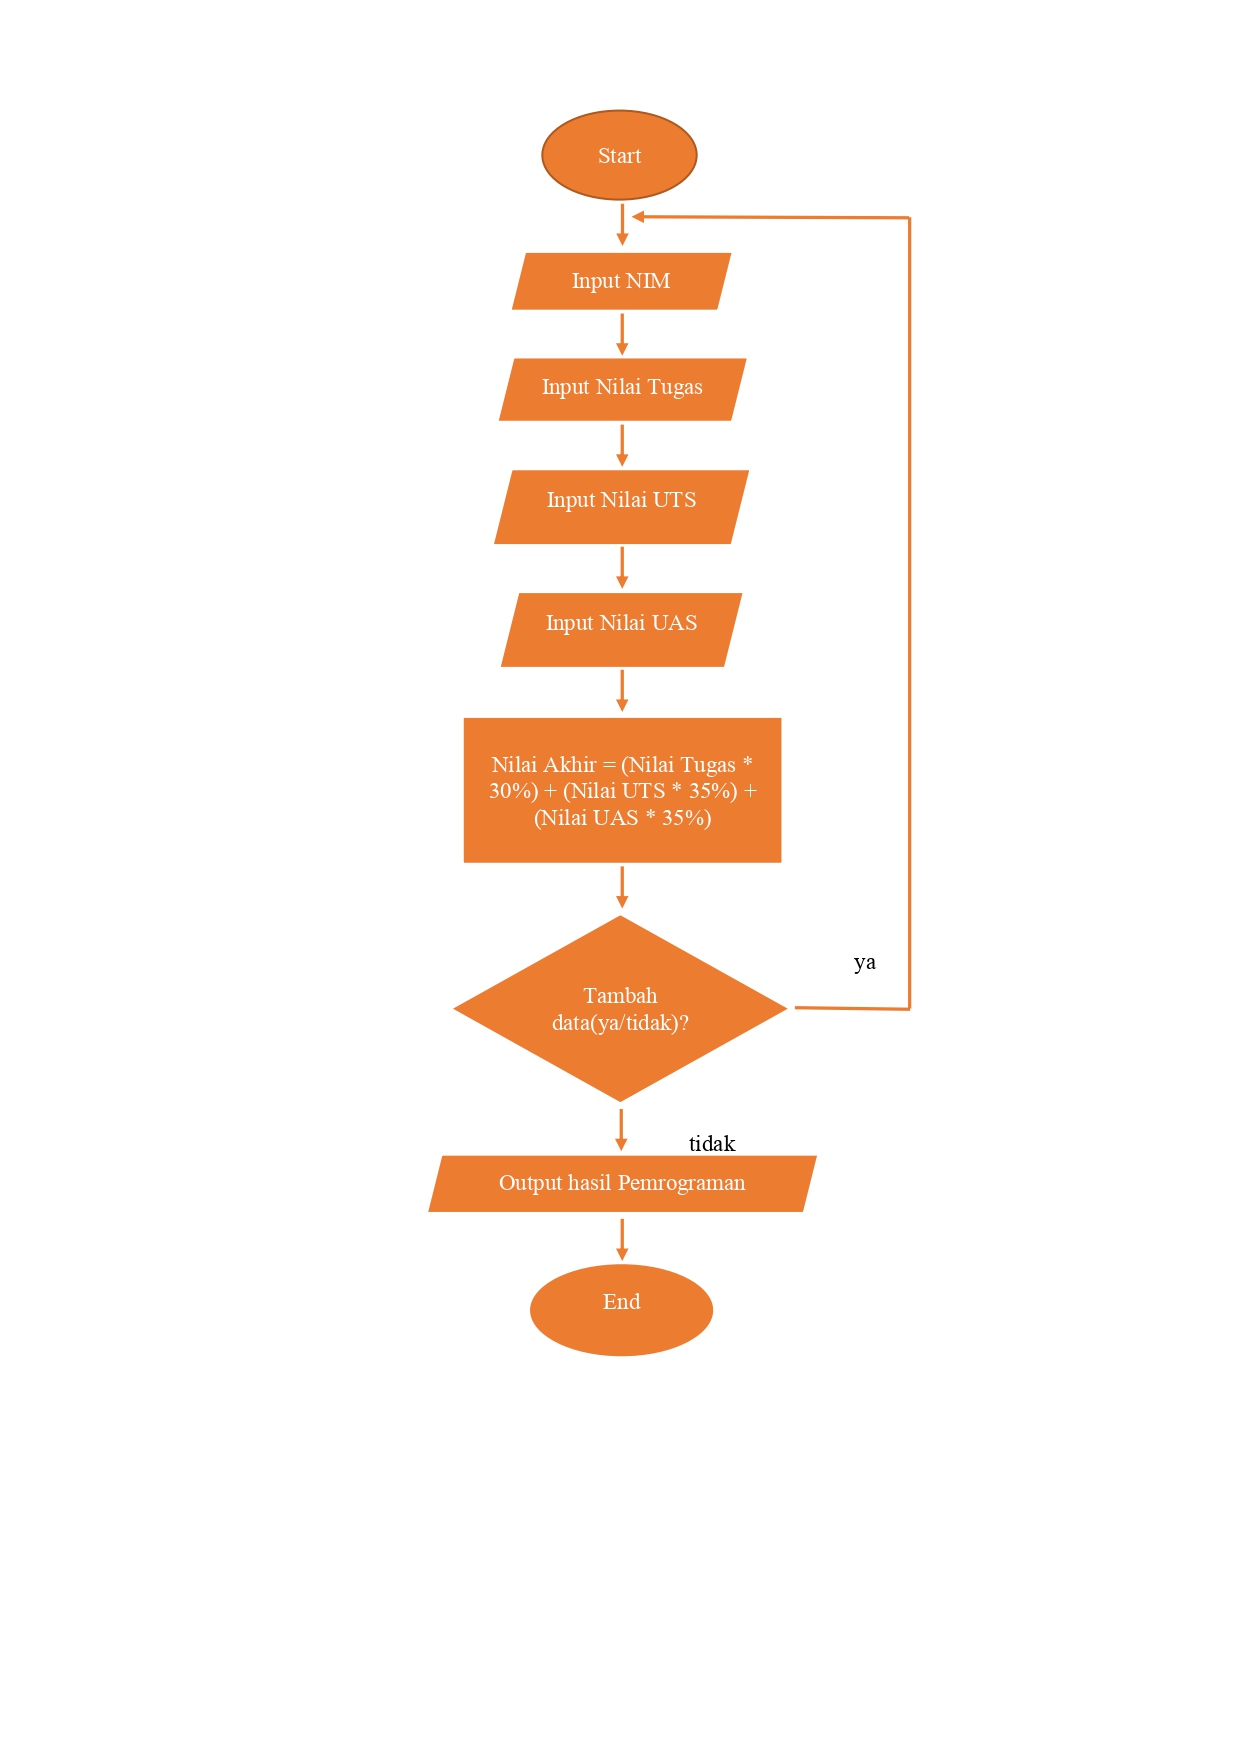 Start
Input NIM
Input Nilai Tugas
Input Nilai UTS
Input Nilai UAS
Nilai Akhir = (Nilai Tugas *
30%) + (Nilai UTS * 35%) +
(Nilai UAS * 35%)
ya
Tambah
data(ya/tidak)?
tidak
Output hasil Pemrograman
End